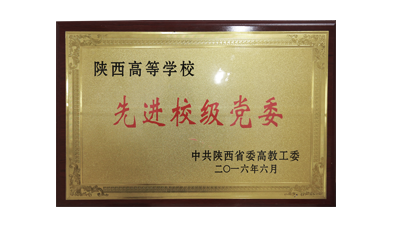 陕西高等学校
先进校级党委
中共陕西省委高教工委
二〇一六年六月